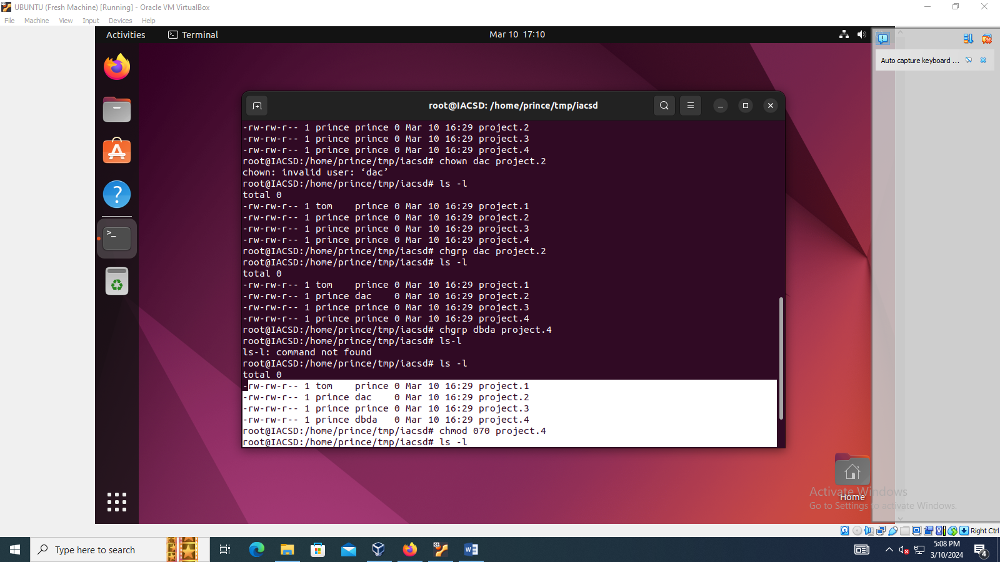 UBUNTU (Fresh Machine) [Running] - Oracle VM VirtualBox
File Machine View Input Devices Help
Activities Terminal Mar 10 17:10
Auto capture keyboard ...
root@IACSD: /home/prince/tmp/iacsd
-rw-rw-r-- 1 prince prince 0 Mar 10 16:29 project.2
-rw-rw-r-- 1 prince prince 0 Mar 10 16:29 project.3
-rw-rw-r-- 1 prince prince 0 Mar 10 16:29 project.4
root@IACSD:/home/prince/tmp/iacsd# chown dac project.2
chown: invalid user: ‘dac’
root@IACSD:/home/prince/tmp/iacsd# ls -l
total 0
-rw-rw-r-- 1 tom    prince 0 Mar 10 16:29 project.1
-rw-rw-r-- 1 prince prince 0 Mar 10 16:29 project.2
-rw-rw-r-- 1 prince prince 0 Mar 10 16:29 project.3
-rw-rw-r-- 1 prince prince 0 Mar 10 16:29 project.4
root@IACSD:/home/prince/tmp/iacsd# chgrp dac project.2
root@IACSD:/home/prince/tmp/iacsd# ls -l
total 0
-rw-rw-r-- 1 tom    prince 0 Mar 10 16:29 project.1
-rw-rw-r-- 1 prince dac    0 Mar 10 16:29 project.2
-rw-rw-r-- 1 prince prince 0 Mar 10 16:29 project.3
-rw-rw-r-- 1 prince prince 0 Mar 10 16:29 project.4
root@IACSD:/home/prince/tmp/iacsd# chgrp dbda project.4
root@IACSD:/home/prince/tmp/iacsd# ls-l
ls-l: command not found
root@IACSD:/home/prince/tmp/iacsd# ls -l
total 0
-rw-rw-r-- 1 tom    prince 0 Mar 10 16:29 project.1
-rw-rw-r-- 1 prince dac    0 Mar 10 16:29 project.2
-rw-rw-r-- 1 prince prince 0 Mar 10 16:29 project.3
-rw-rw-r-- 1 prince dbda   0 Mar 10 16:29 project.4
root@IACSD:/home/prince/tmp/iacsd# chmod 070 project.4
root@IACSD:/home/prince/tmp/iacsd# ls -l
Home
Activate Windows
Go to Settings to activate Windows.
Right Ctrl
Type here to search
5:08 PM
3/10/2024
4